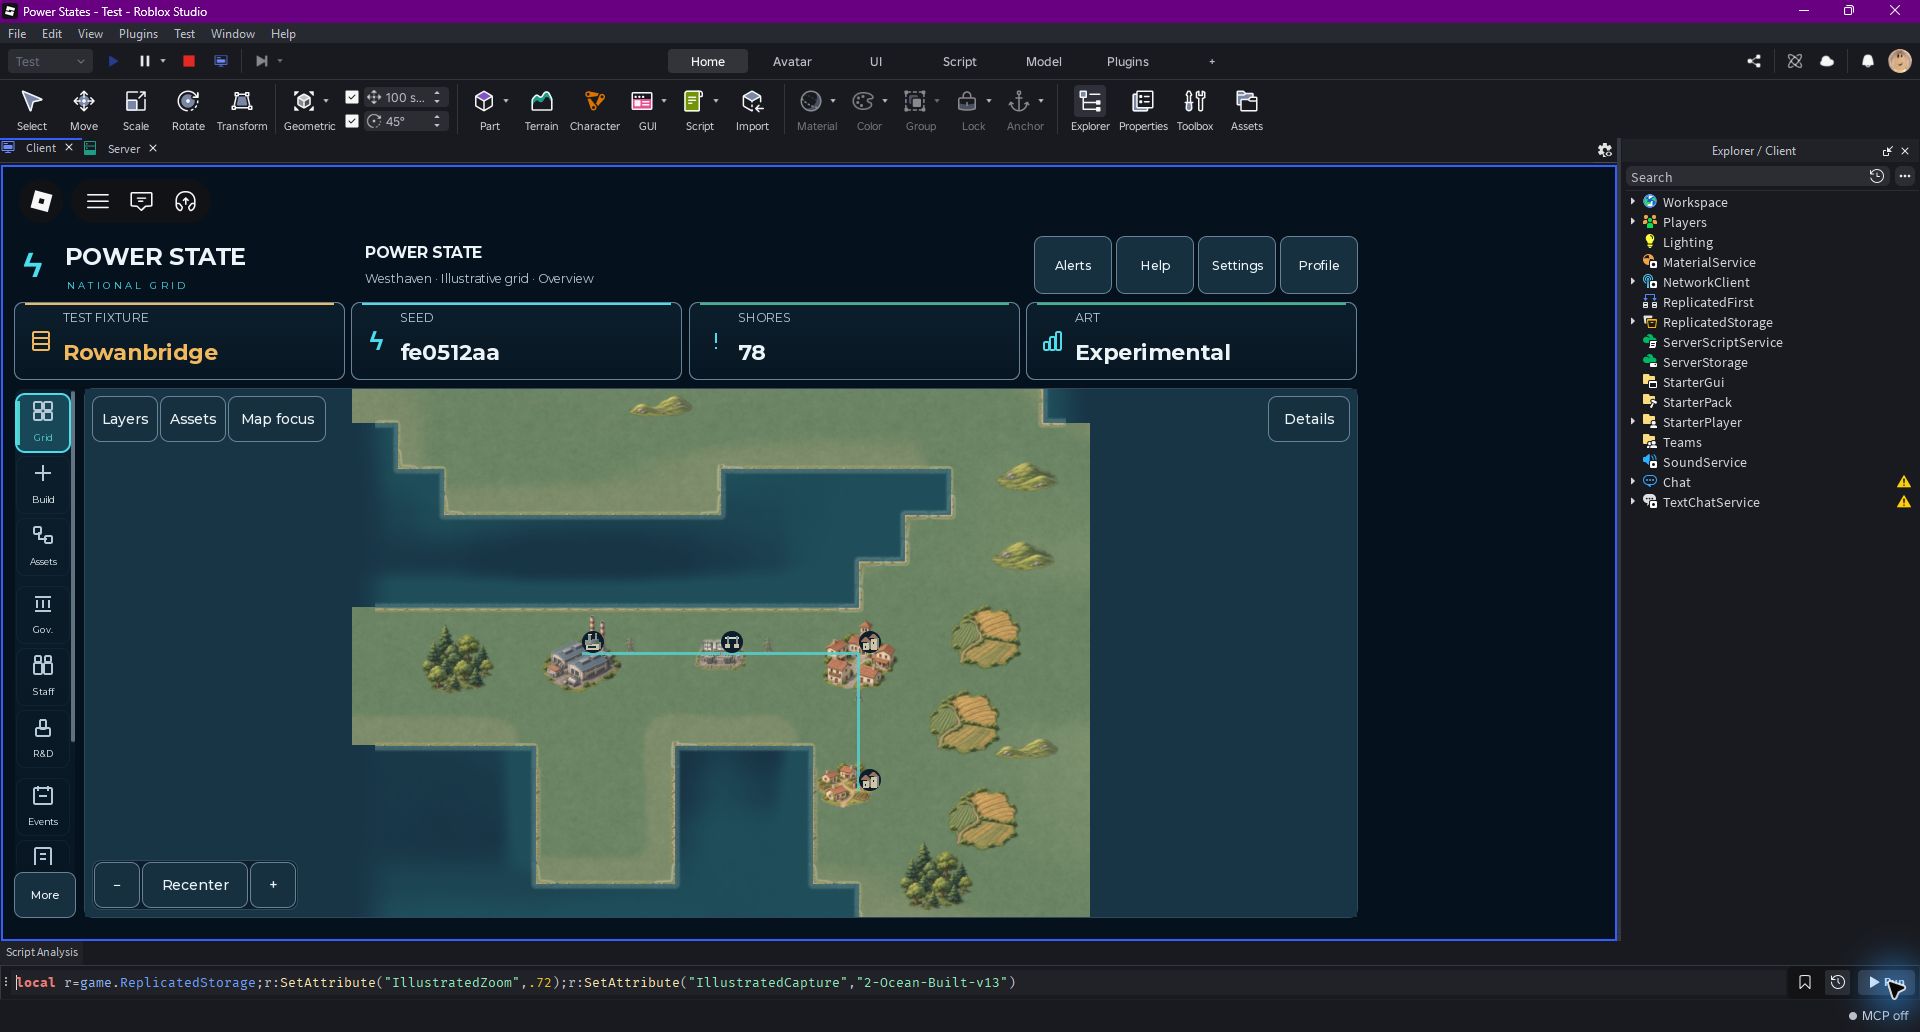 Power States - Test - Roblox Studio
File Edit View Plugins Test Window Help
Test
Home Avatar UI Script Model Plugins +
100 s...
45°
Select Move Scale Rotate Transform Geometric Part Terrain Character GUI Script Import Material Color Group Lock Anchor Explorer Properties Toolbox Assets
Client Server
Explorer / Client
Search
Workspace
Players
Lighting
MaterialService
NetworkClient
ReplicatedFirst
ReplicatedStorage
ServerScriptService
ServerStorage
StarterGui
StarterPack
StarterPlayer
Teams
SoundService
Chat
TextChatService
POWER STATE
NATIONAL GRID
POWER STATE
Westhaven · Illustrative grid · Overview
Alerts Help Settings Profile
TEST FIXTURE
Rowanbridge
SEED
fe0512aa
SHORES
78
ART
Experimental
Grid
Build
Assets
Gov.
Staff
R&D
Events
More
Layers Assets Map focus
Details
- Recenter +
Script Analysis
local r=game.ReplicatedStorage;r:SetAttribute("IllustratedZoom",.72);r:SetAttribute("IllustratedCapture","2-Ocean-Built-v13")
MCP off